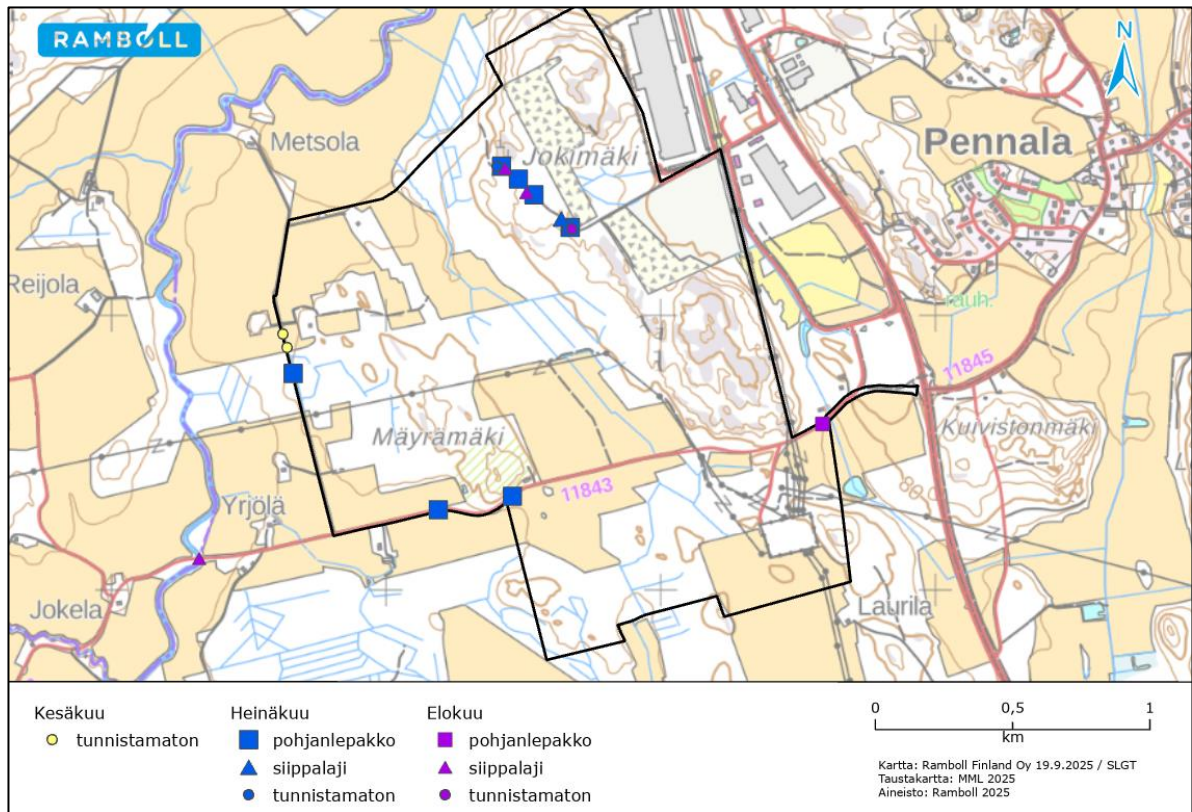 RAMBOLL
N
Metsola
Jokimäki
Pennala
Reijola
rauh.
11845
Mäyrämäki
Kuivistonmäki
11843
Yrjölä
Jokela
Laurila
Kesäkuu
tunnistamaton
Heinäkuu
pohjanlepakko
siippalaji
tunnistamaton
Elokuu
pohjanlepakko
siippalaji
tunnistamaton
0 0,5 1
km
Kartta: Ramboll Finland Oy 19.9.2025 / SLGT
Taustakartta: MML 2025
Aineisto: Ramboll 2025